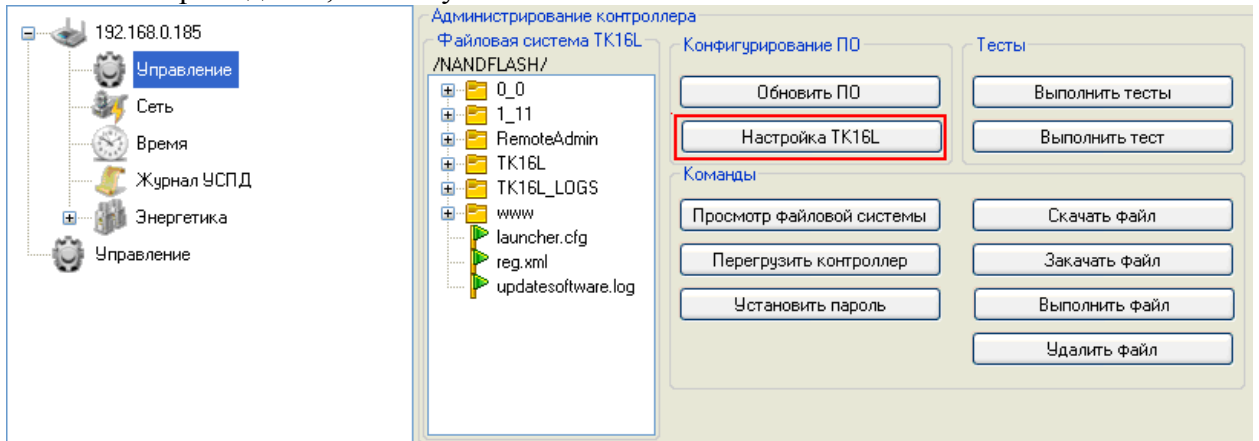 192.168.0.185
Управление
Сеть
Время
Журнал УСПД
Энергетика
Управление
Администрирование контроллера
Файловая система TK16L
/NANDFLASH/
0_0
1_11
RemoteAdmin
TK16L
TK16L_LOGS
www
launcher.cfg
reg.xml
updatesoftware.log
Конфигурирование ПО
Обновить ПО
Настройка TK16L
Тесты
Выполнить тесты
Выполнить тест
Команды
Просмотр файловой системы
Скачать файл
Перегрузить контроллер
Закачать файл
Установить пароль
Выполнить файл
Удалить файл